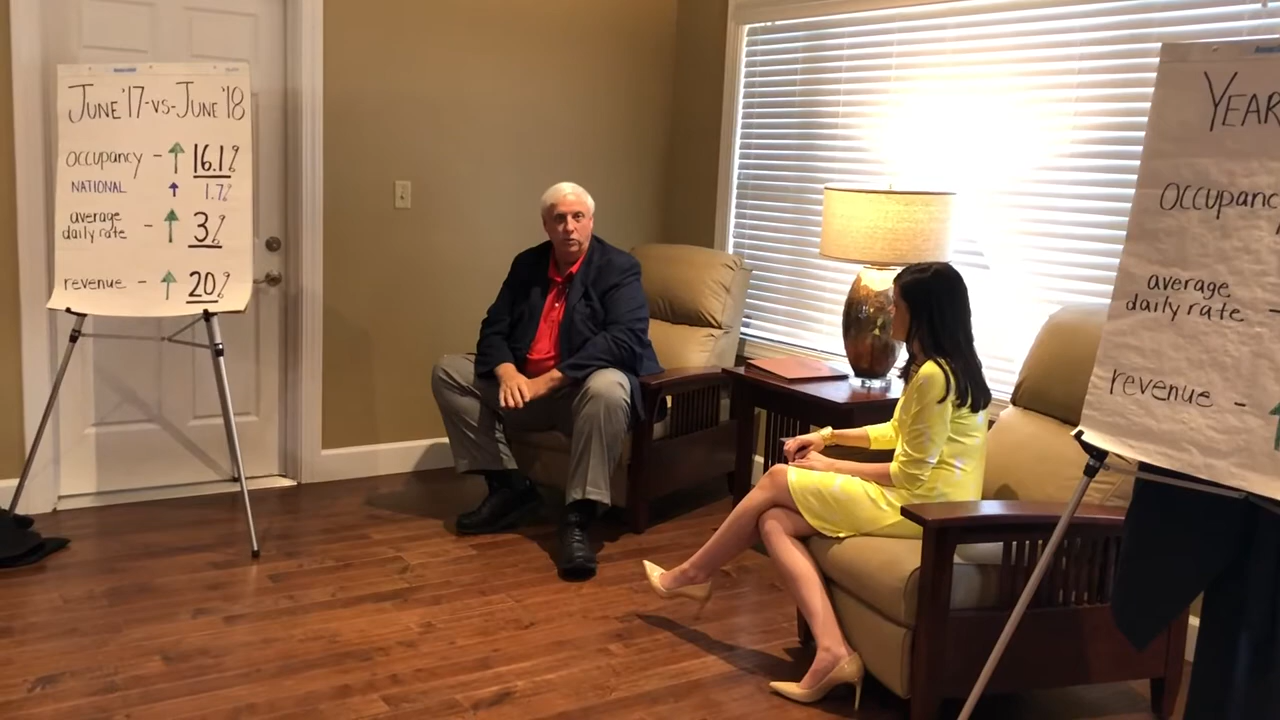 JUNE '17-VS-JUNE '18
OCCUPANCY - ↑ 16.1%
NATIONAL ↑ 1.7%
average
daily rate - ↑ 3%
revenue - ↑ 20%
YEAR
OCCUPANC
average
daily rate -
revenue -